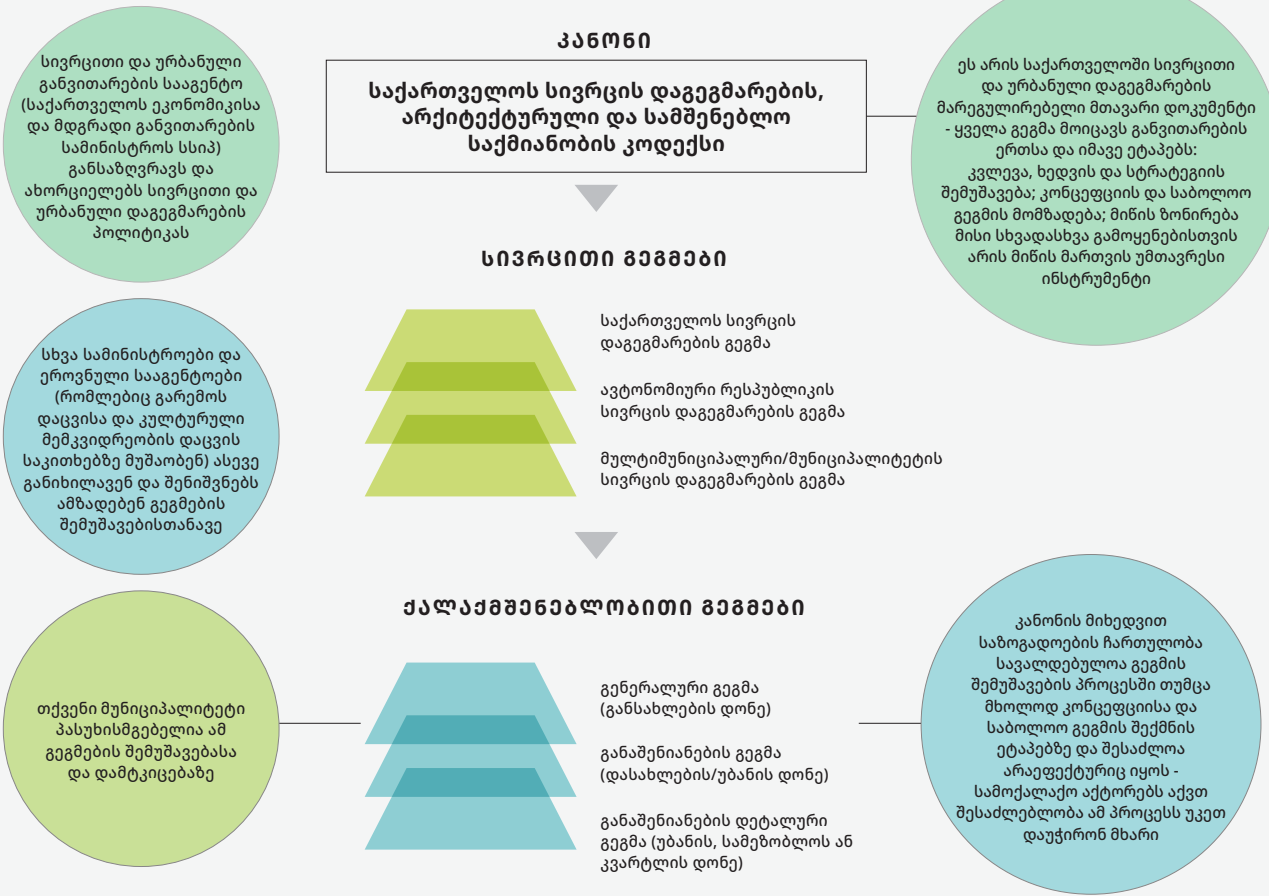 კანონი
საქართველოს სივრცის დაგეგმარების,
არქიტექტურული და სამშენებლო
საქმიანობის კოდექსი
სივრცითი და ურბანული
განვითარების სააგენტო
(საქართველოს ეკონომიკისა
და მდგრადი განვითარების
სამინისტროს სსიპ)
განსაზღვრავს და
ახორციელებს სივრცითი და
ურბანული დაგეგმარების
პოლიტიკას
ეს არის საქართველოში სივრცითი
და ურბანული დაგეგმარების
მარეგულირებელი მთავარი დოკუმენტი
- ყველა გეგმა მოიცავს განვითარების
ერთსა და იმავე ეტაპებს:
კვლევა, ხედვის და სტრატეგიის
შემუშავება; კონცეფციის და საბოლოო
გეგმის მომზადება; მიწის ზონირება
მისი სხვადასხვა გამოყენებისთვის
არის მიწის მართვის უმთავრესი
ინსტრუმენტი
სივრცითი გეგმები
საქართველოს სივრცის
დაგეგმარების გეგმა
ავტონომიური რესპუბლიკის
სივრცის დაგეგმარების გეგმა
მულტიმუნიციპალური/მუნიციპალიტეტის
სივრცის დაგეგმარების გეგმა
სხვა სამინისტროები და
ეროვნული სააგენტოები
(რომლებიც გარემოს
დაცვისა და კულტურული
მემკვიდრეობის დაცვის
საკითხებზე მუშაობენ) ასევე
განიხილავენ და შენიშვნებს
ამზადებენ გეგმების
შემუშავებისთანავე
ქალაქმშენებლობითი გეგმები
გენერალური გეგმა
(განსახლების დონე)
განაშენიანების გეგმა
(დასახლების/უბანის დონე)
განაშენიანების დეტალური
გეგმა (უბანის, სამეზობლოს ან
კვარტლის დონე)
თქვენი მუნიციპალიტეტი
პასუხისმგებელია ამ
გეგმების შემუშავებასა
და დამტკიცებაზე
კანონის მიხედვით
საზოგადოების ჩართულობა
სავალდებულოა გეგმის
შემუშავების პროცესში თუმცა
მხოლოდ კონცეფციისა და
საბოლოო გეგმის შექმნის
ეტაპებზე და შესაძლოა
არაეფექტურიც იყოს -
სამოქალაქო აქტორებს აქვთ
შესაძლებლობა ამ პროცესს უკეთ
დაუჭირონ მხარი